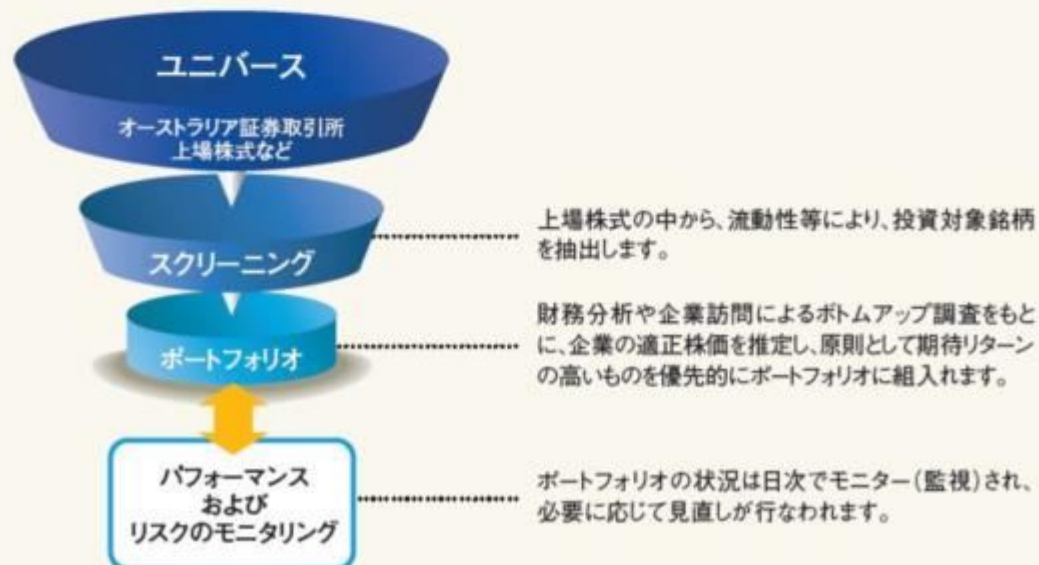 ユニバース
オーストラリア証券取引所
上場株式など
スクリーニング
上場株式の中から、流動性等により、投資対象銘柄
を抽出します。
ポートフォリオ
財務分析や企業訪問によるボトムアップ調査をもと
に、企業の適正株価を推定し、原則として期待リターン
の高いものを優先的にポートフォリオに組入れます。
パフォーマンス
および
リスクのモニタリング
ポートフォリオの状況は日次でモニター(監視)され、
必要に応じて見直しが行なわれます。